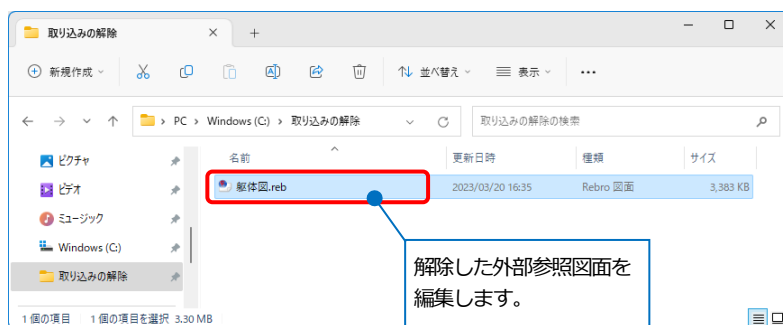 取り込みの解除
新規作成
並べ替え
表示
PC > Windows (C:) > 取り込みの解除
取り込みの解除の検索
名前 更新日時 種類 サイズ
ピクチャ
躯体図.reb 2023/03/20 16:35 Rebro 図面 3,383 KB
ビデオ
ミュージック
Windows (C:)
取り込みの解除
解除した外部参照図面を
編集します。
1 個の項目 1 個の項目を選択 3.30 MB